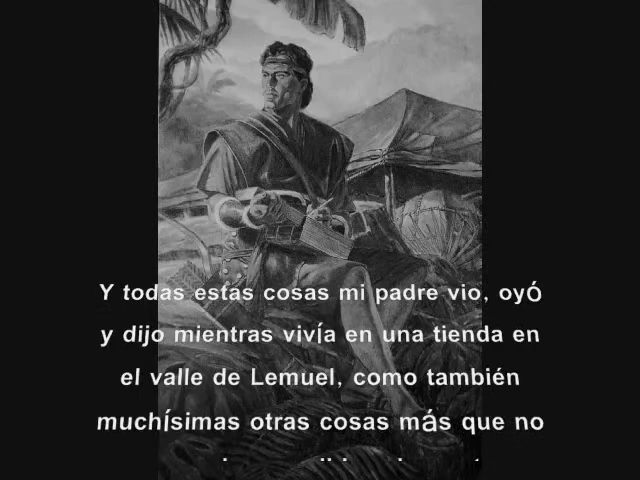 Y todas estas cosas mi padre vio, oyó
y dijo mientras vivía en una tienda en
el valle de Lemuel, como también
muchísimas otras cosas más que no